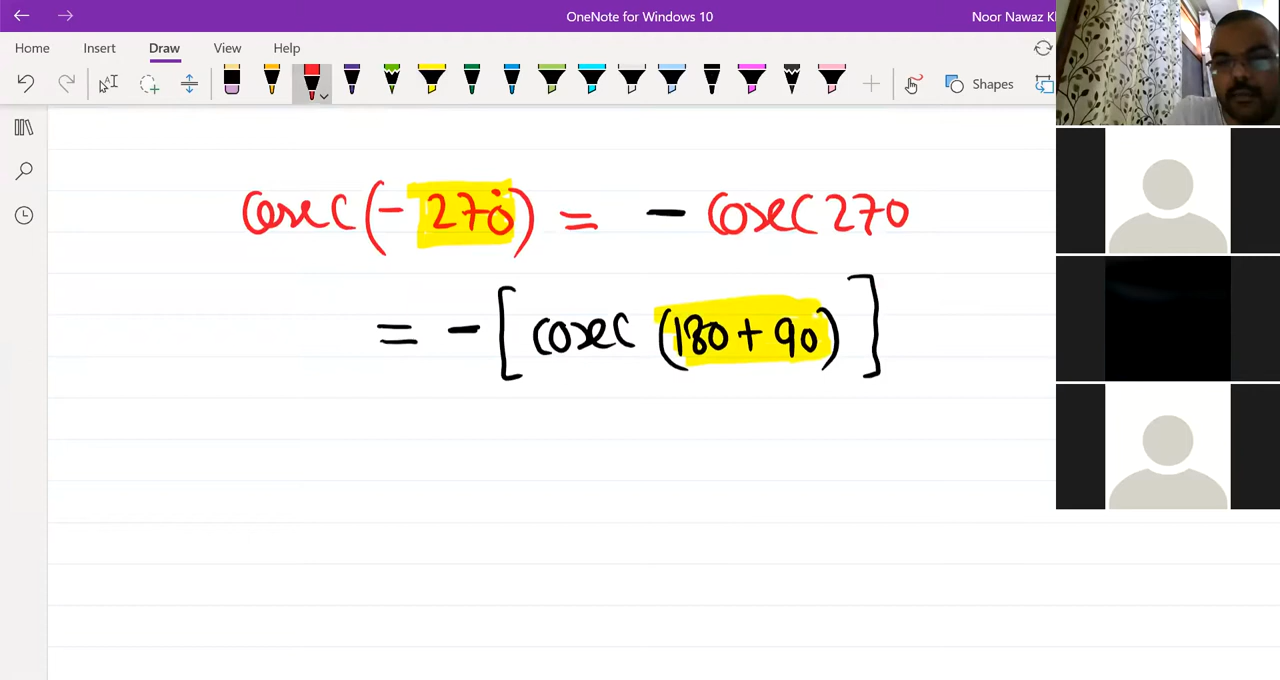 OneNote for Windows 10
Noor Nawaz Kl
Home Insert Draw View Help
Shapes
Cosec (- 270°) = - Cosec 270
= - [ cosec (180 + 90) ]